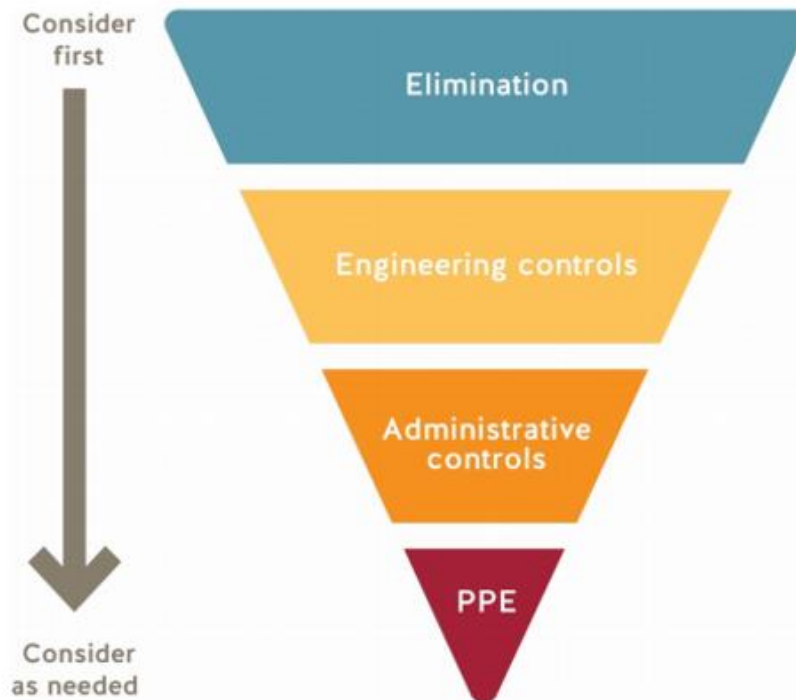 Consider
first
Elimination
Engineering controls
Administrative
controls
PPE
Consider
as needed